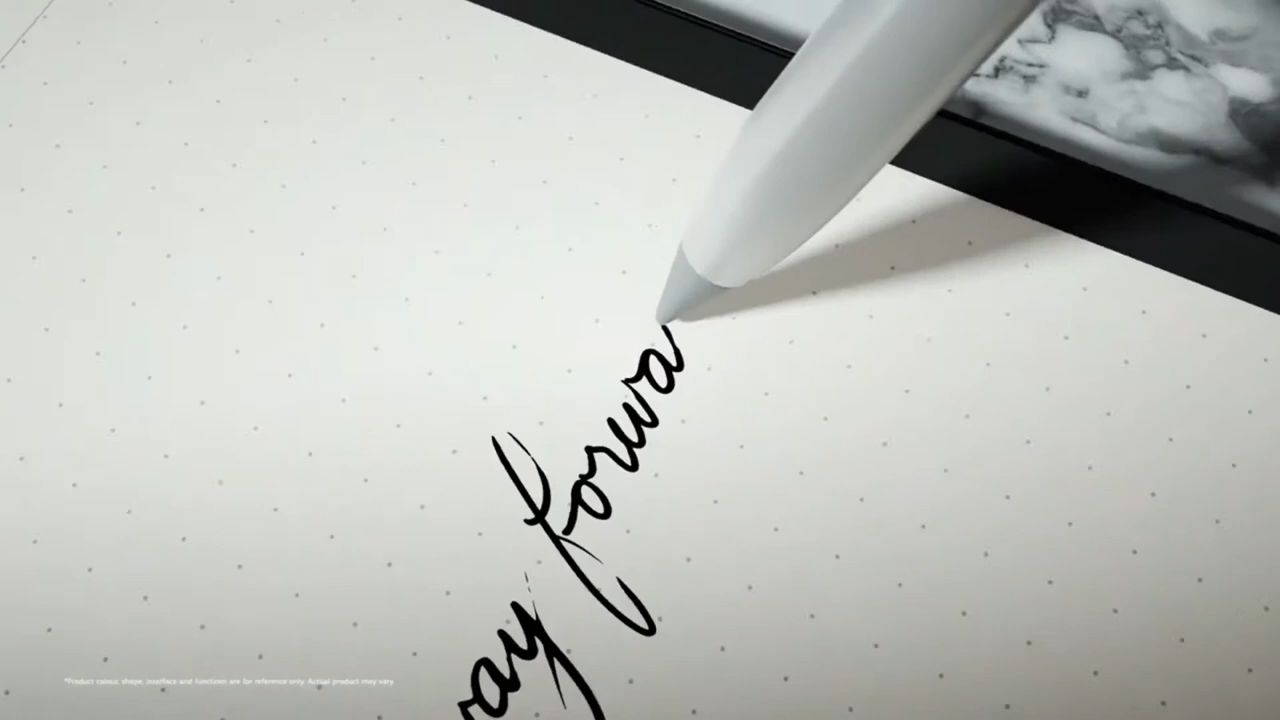 ay forwa
*Product colour, shape, interface and functions are for reference only. Actual product may vary.